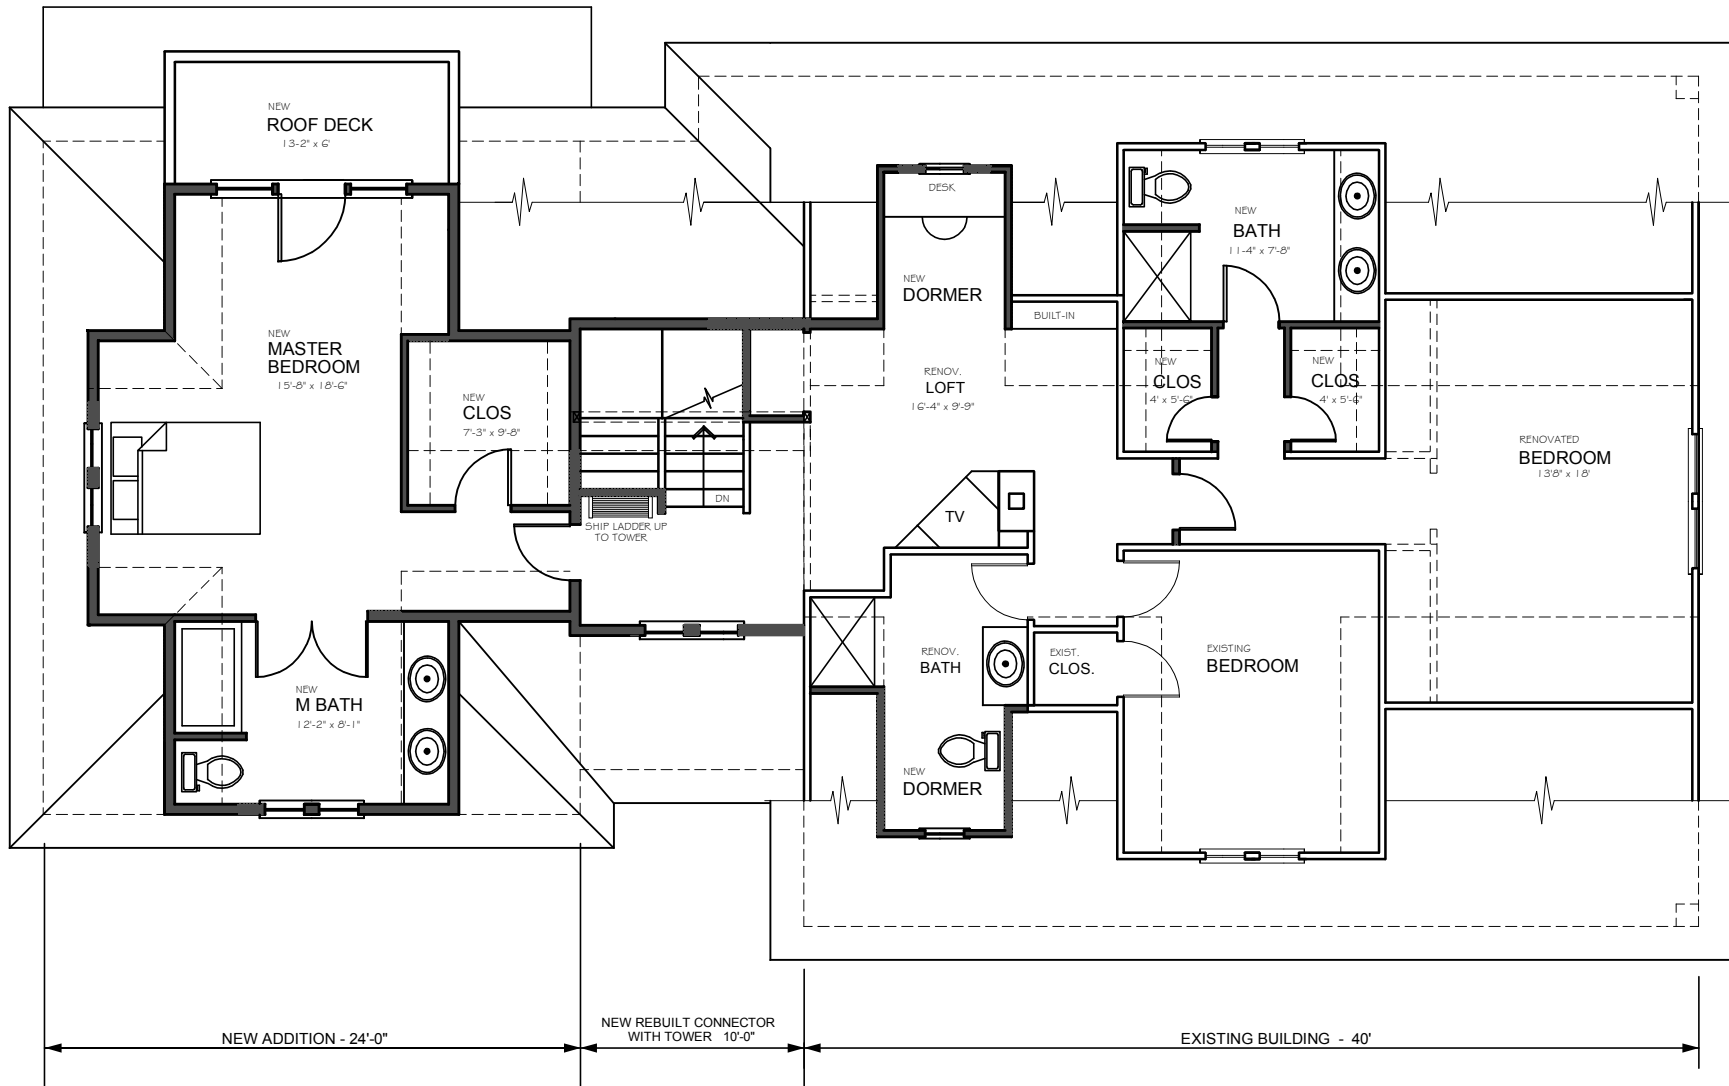 NEW
ROOF DECK
13-2" x 6'
DESK
NEW
BATH
11-4" x 7'-8"
NEW
DORMER
BUILT-IN
NEW
MASTER
BEDROOM
15'-8" x 18'-6"
NEW
CLOS
7'-3" x 9'-8"
RENOV.
LOFT
16'-4" x 9'-9"
NEW
CLOS
4' x 5'-6"
NEW
CLOS
4' x 5'-6"
RENOVATED
BEDROOM
13'8" x 18'
DN
SHIP LADDER UP
TO TOWER
TV
RENOV.
BATH
EXIST.
CLOS.
EXISTING
BEDROOM
NEW
M BATH
12'-2" x 8'-1"
NEW
DORMER
NEW ADDITION - 24'-0"
NEW REBUILT CONNECTOR
WITH TOWER 10'-0"
EXISTING BUILDING - 40'